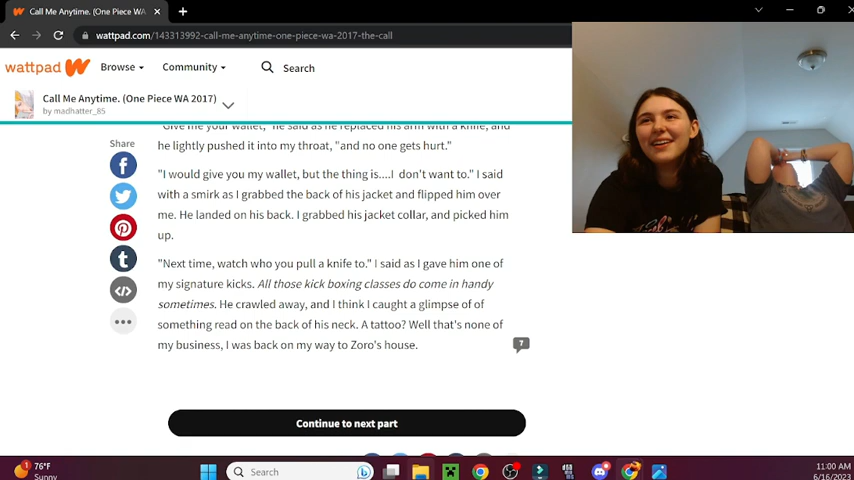 Call Me Anytime. (One Piece WA
wattpad.com/143313992-call-me-anytime-one-piece-wa-2017-the-call
wattpad
Browse
Community
Search
Call Me Anytime. (One Piece WA 2017)
by madhatter_85
Share
"Give me your wallet," he said as he replaced his arm with a knife, and
he lightly pushed it into my throat, "and no one gets hurt."
"I would give you my wallet, but the thing is....I don't want to." I said
with a smirk as I grabbed the back of his jacket and flipped him over
me. He landed on his back. I grabbed his jacket collar, and picked him
up.
"Next time, watch who you pull a knife to." I said as I gave him one of
my signature kicks. All those kick boxing classes do come in handy
sometimes. He crawled away, and I think I caught a glimpse of of
something read on the back of his neck. A tattoo? Well that's none of
my business, I was back on my way to Zoro's house.
7
Continue to next part
1
76°F
Sunny
Search
11:00 AM
6/16/2023